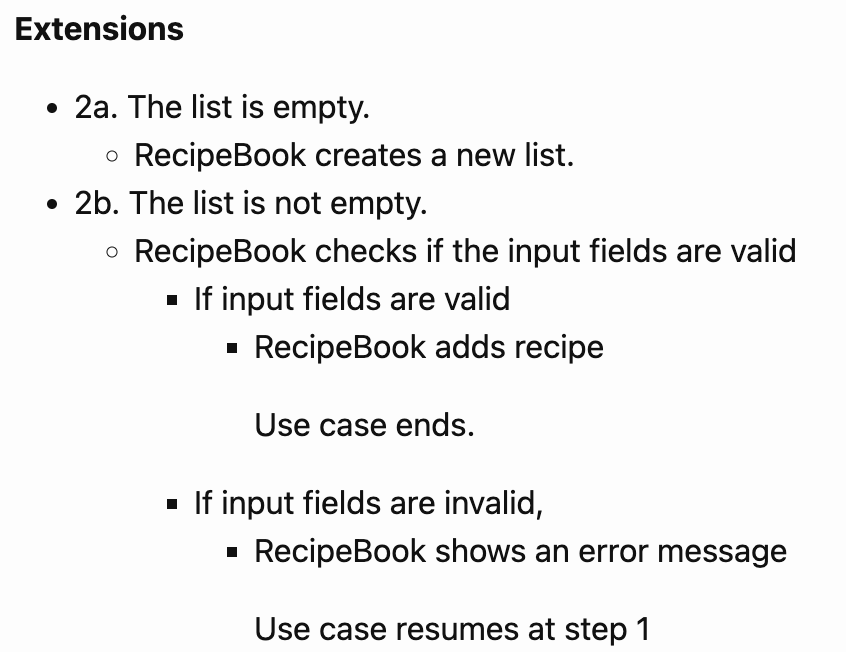 Extensions
2a. The list is empty.
RecipeBook creates a new list.
2b. The list is not empty.
RecipeBook checks if the input fields are valid
If input fields are valid
RecipeBook adds recipe
Use case ends.
If input fields are invalid,
RecipeBook shows an error message
Use case resumes at step 1